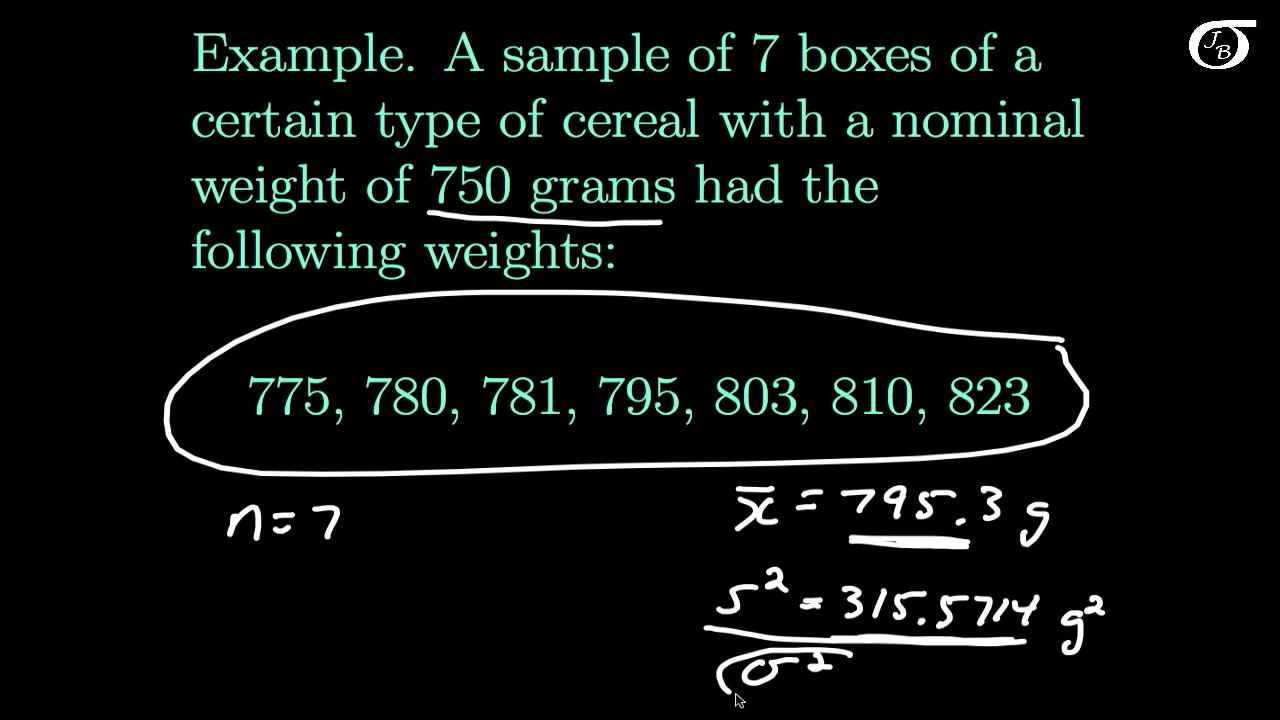 JB
Example. A sample of 7 boxes of a
certain type of cereal with a nominal
weight of 750 grams had the
following weights:
775, 780, 781, 795, 803, 810, 823
n = 7
x̄ = 795.3 g
s² = 315.5714 g²
σ²